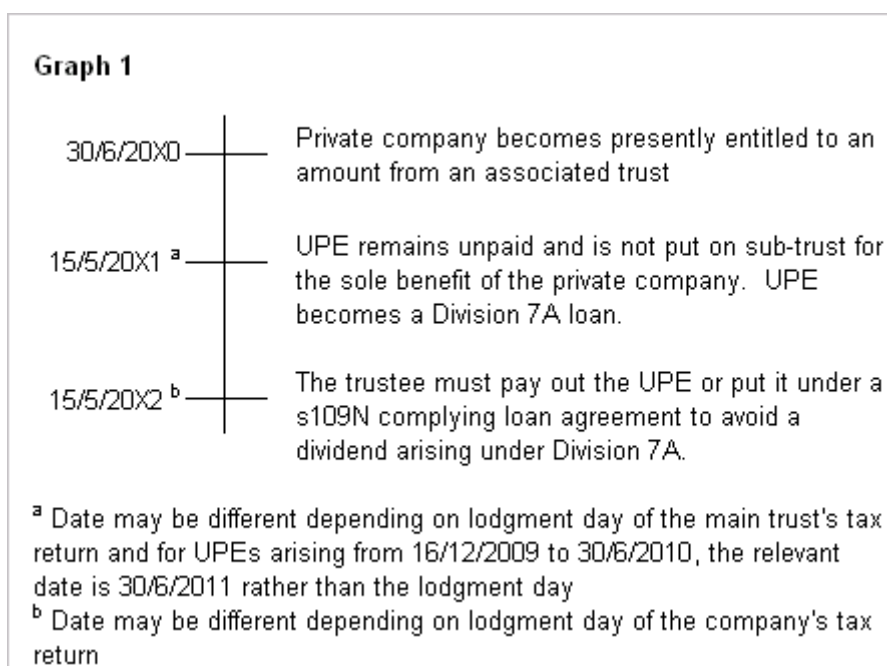 Graph 1
30/6/20X0
Private company becomes presently entitled to an
amount from an associated trust
15/5/20X1 a
UPE remains unpaid and is not put on sub-trust for
the sole benefit of the private company. UPE
becomes a Division 7A loan.
15/5/20X2 b
The trustee must pay out the UPE or put it under a
s109N complying loan agreement to avoid a
dividend arising under Division 7A.
a Date may be different depending on lodgment day of the main trust's tax
return and for UPEs arising from 16/12/2009 to 30/6/2010, the relevant
date is 30/6/2011 rather than the lodgment day
b Date may be different depending on lodgment day of the company's tax
return